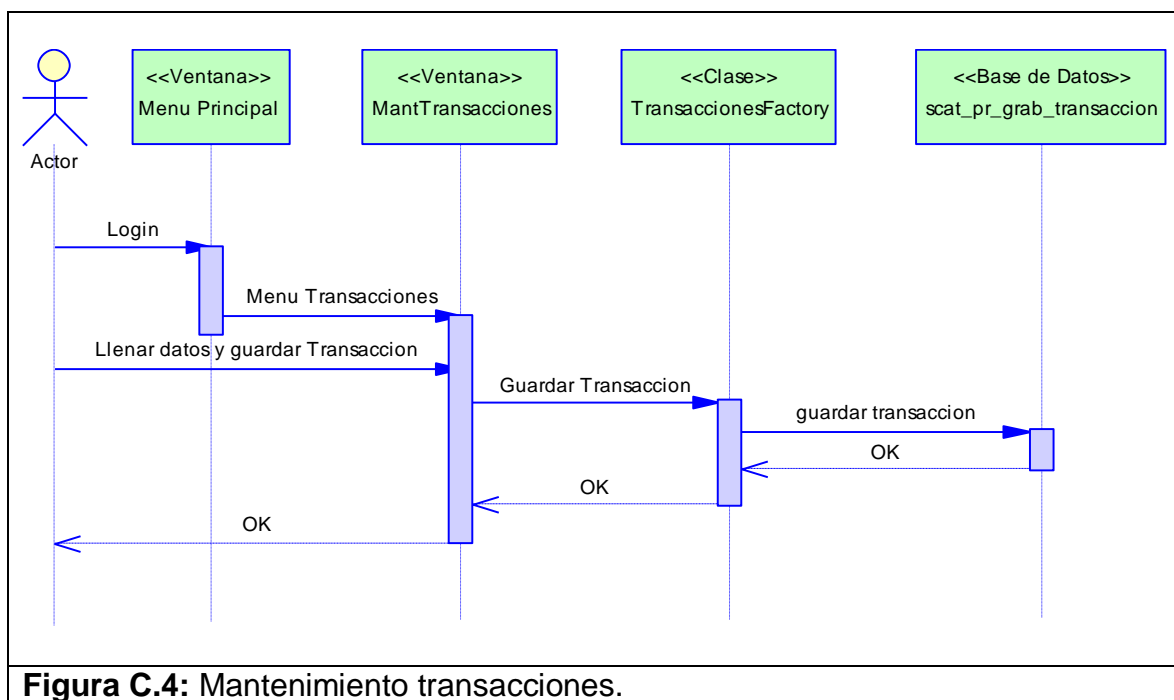 <<Ventana>>
Menu Principal
<<Ventana>>
MantTransacciones
<<Clase>>
TransaccionesFactory
<<Base de Datos>>
scat_pr_grab_transaccion
Actor
Login
Menu Transacciones
Llenar datos y guardar Transaccion
Guardar Transaccion
guardar transaccion
OK
OK
OK
Figura C.4: Mantenimiento transacciones.